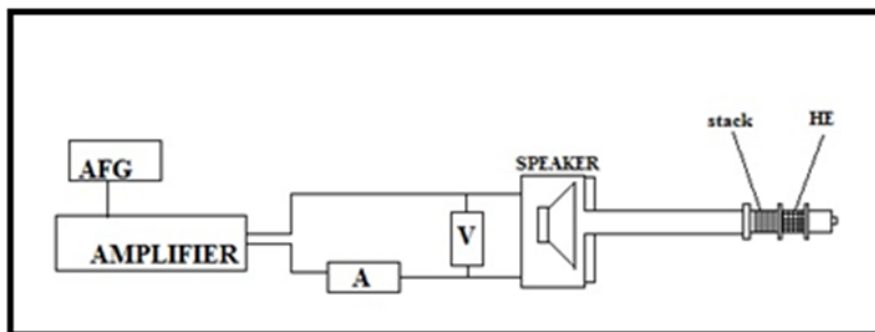 stack
HE
AFG
SPEAKER
AMPLIFIER
V
A